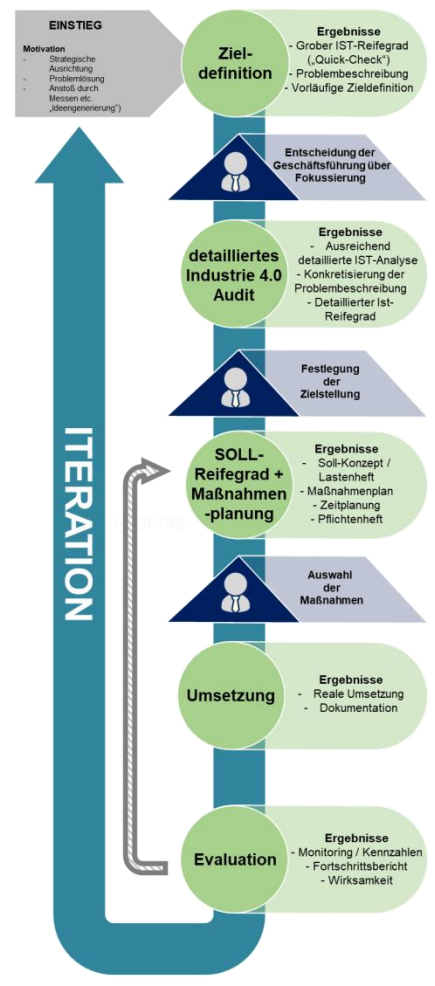 EINSTIEG
Motivation
- Strategische
Ausrichtung
- Problemlösung
- Anstoß durch
Messen etc.
„Ideengenerierung")
Ziel-
definition
Ergebnisse
- Grober IST-Reifegrad
(„Quick-Check“)
- Problembeschreibung
- Vorläufige Zieldefinition
Entscheidung der
Geschäftsführung über
Fokussierung
detailliertes
Industrie 4.0
Audit
Ergebnisse
- Ausreichend
detaillierte IST-Analyse
- Konkretisierung der
Problembeschreibung
- Detaillierter Ist-
Reifegrad
Festlegung
der
Zielstellung
ITERATION
SOLL-
Reifegrad +
Maßnahmen
-planung
Ergebnisse
- Soll-Konzept /
Lastenheft
- Maßnahmenplan
- Zeitplanung
- Pflichtenheft
Auswahl
der
Maßnahmen
Umsetzung
Ergebnisse
- Reale Umsetzung
- Dokumentation
Evaluation
Ergebnisse
- Monitoring / Kennzahlen
- Fortschrittsbericht
- Wirksamkeit